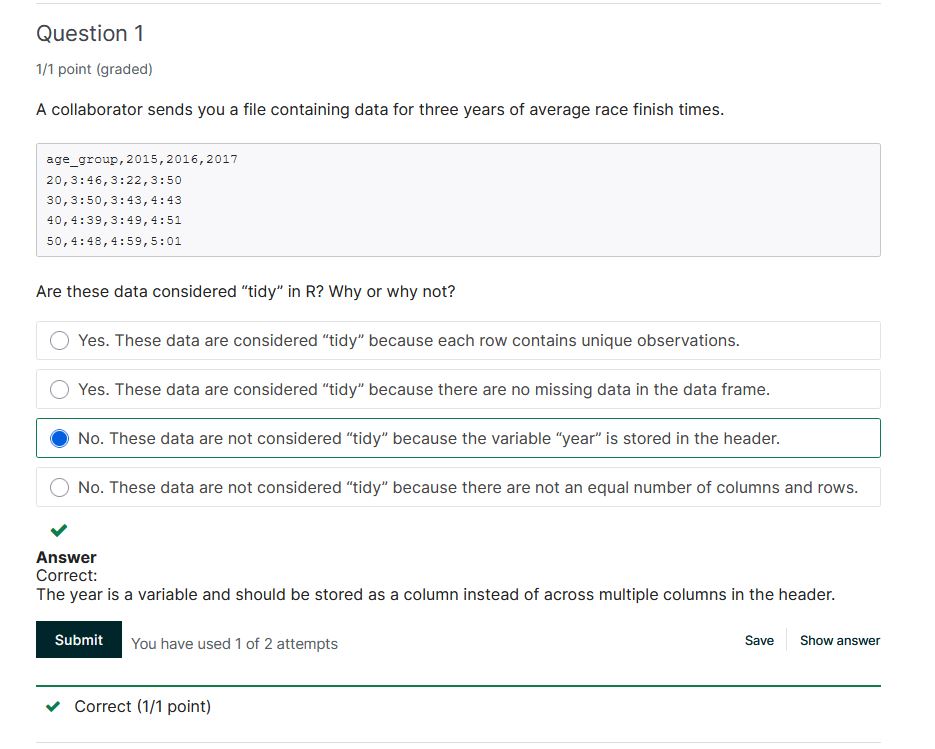 Question 1
1/1 point (graded)
A collaborator sends you a file containing data for three years of average race finish times.
age_group,2015,2016,2017
20,3:46,3:22,3:50
30,3:50,3:43,4:43
40,4:39,3:49,4:51
50,4:48,4:59,5:01
Are these data considered “tidy” in R? Why or why not?
Yes. These data are considered “tidy” because each row contains unique observations.
Yes. These data are considered “tidy” because there are no missing data in the data frame.
No. These data are not considered “tidy” because the variable “year” is stored in the header.
No. These data are not considered “tidy” because there are not an equal number of columns and rows.
Answer
Correct:
The year is a variable and should be stored as a column instead of across multiple columns in the header.
Submit You have used 1 of 2 attempts Save Show answer
Correct (1/1 point)